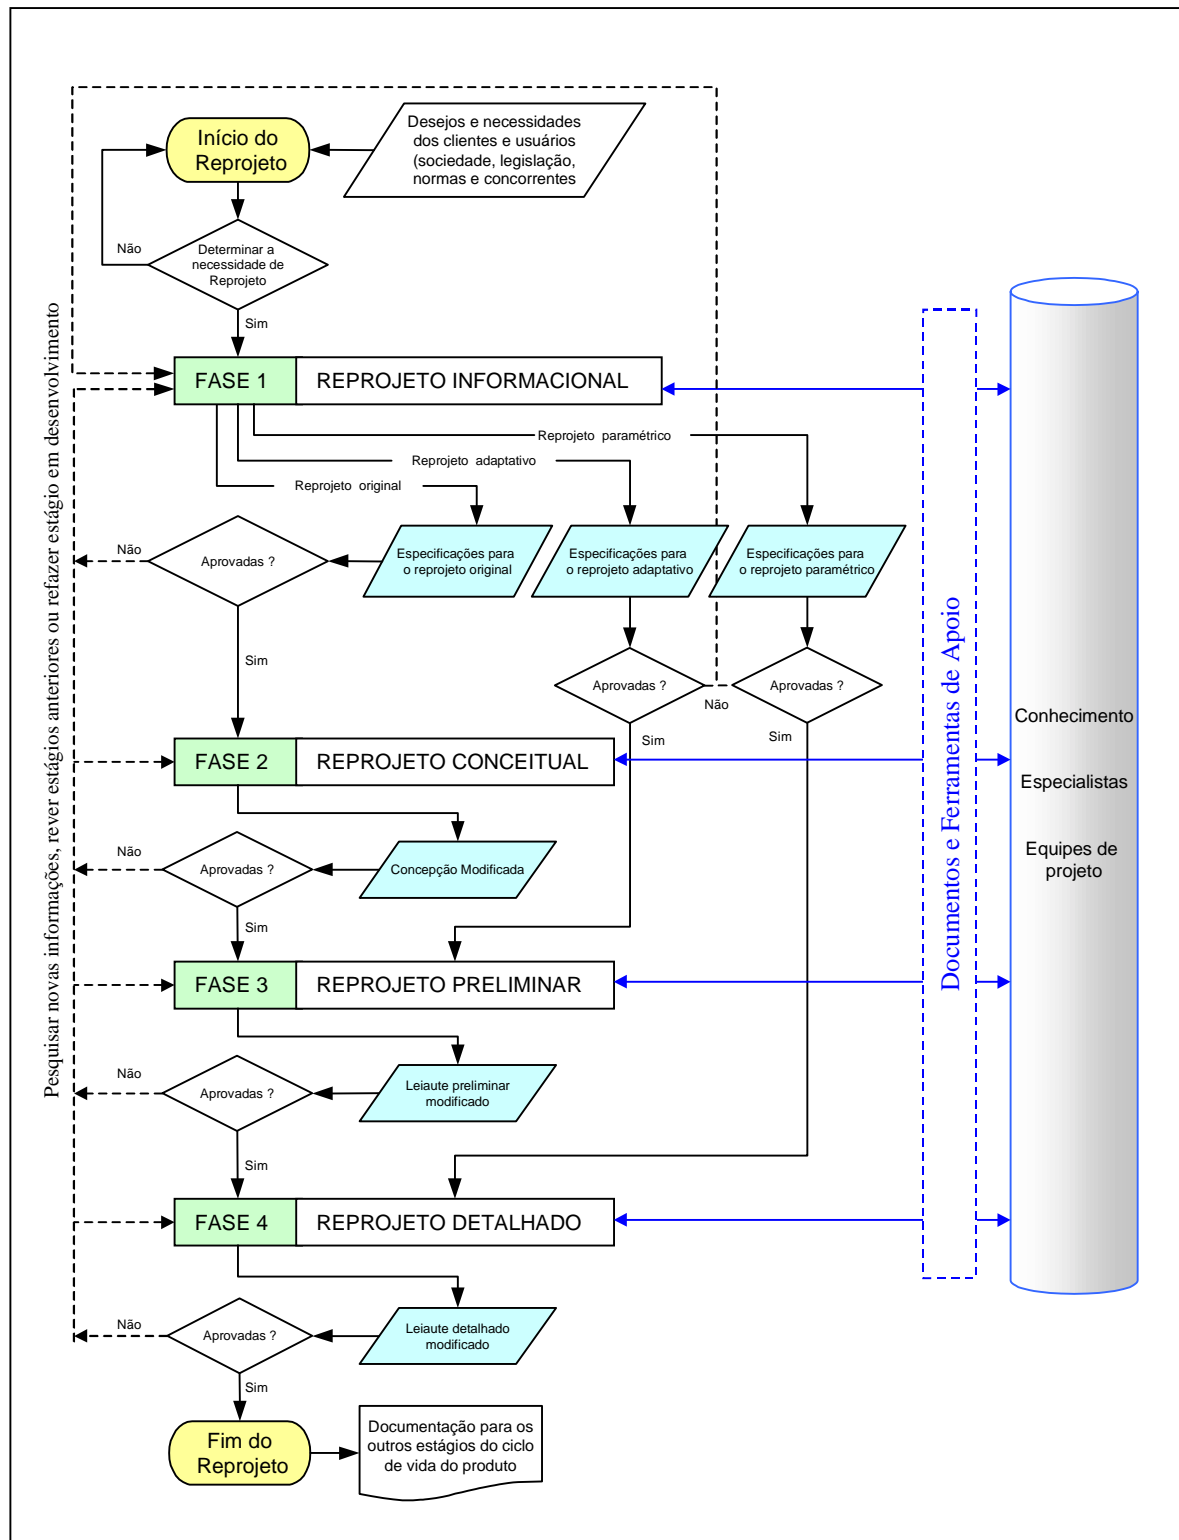 Desejos e necessidades
dos clientes e usuários
(sociedade, legislação,
normas e concorrentes
Início do
Reprojeto
Não
Determinar a
necessidade de
Reprojeto
Sim
FASE 1
REPROJETO INFORMACIONAL
Reprojeto paramétrico
Reprojeto adaptativo
Reprojeto original
Não
Aprovadas ?
Especificações para
o reprojeto original
Especificações para
o reprojeto adaptativo
Especificações para
o reprojeto paramétrico
Sim
Aprovadas ?
Não
Aprovadas ?
Sim
Sim
FASE 2
REPROJETO CONCEITUAL
Não
Aprovadas ?
Concepção Modificada
Sim
FASE 3
REPROJETO PRELIMINAR
Não
Aprovadas ?
Leiaute preliminar
modificado
Sim
FASE 4
REPROJETO DETALHADO
Não
Aprovadas ?
Leiaute detalhado
modificado
Sim
Fim do
Reprojeto
Documentação para os
outros estágios do ciclo
de vida do produto
Pesquisar novas informações, rever estágios anteriores ou refazer estágio em desenvolvimento
Documentos e Ferramentas de Apoio
Conhecimento
Especialistas
Equipes de
projeto